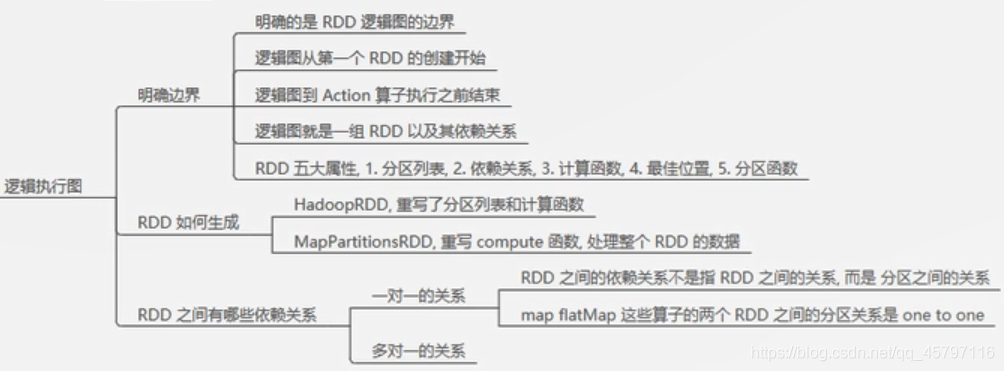 逻辑执行图
明确边界
明确的是 RDD 逻辑图的边界
逻辑图从第一个 RDD 的创建开始
逻辑图到 Action 算子执行之前结束
逻辑图就是一组 RDD 以及其依赖关系
RDD 五大属性, 1. 分区列表, 2. 依赖关系, 3. 计算函数, 4. 最佳位置, 5. 分区函数
RDD 如何生成
HadoopRDD, 重写了分区列表和计算函数
MapPartitionsRDD, 重写 compute 函数, 处理整个 RDD 的数据
RDD 之间有哪些依赖关系
一对一的关系
RDD 之间的依赖关系不是指 RDD 之间的关系, 而是 分区之间的关系
map flatMap 这些算子的两个 RDD 之间的分区关系是 one to one
多对一的关系
https://blog.csdn.net/qq_45797116